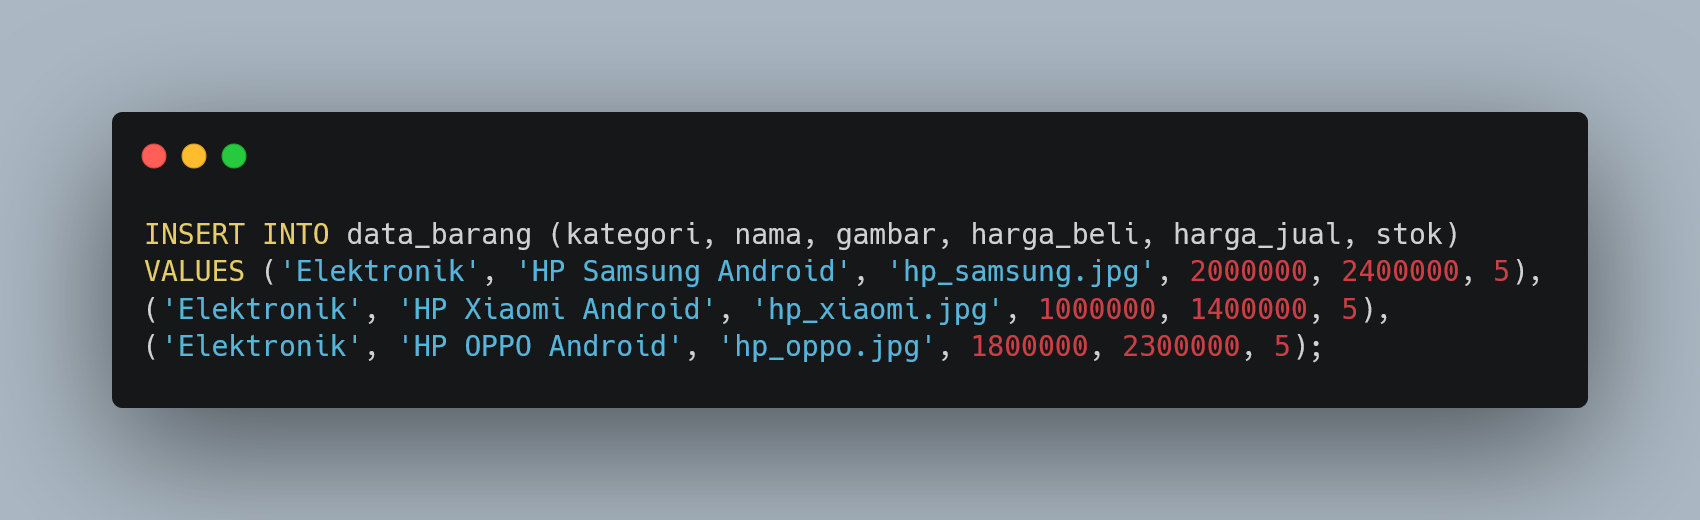 INSERT INTO data_barang (kategori, nama, gambar, harga_beli, harga_jual, stok)
VALUES ('Elektronik', 'HP Samsung Android', 'hp_samsung.jpg', 2000000, 2400000, 5),
('Elektronik', 'HP Xiaomi Android', 'hp_xiaomi.jpg', 1000000, 1400000, 5),
('Elektronik', 'HP OPPO Android', 'hp_oppo.jpg', 1800000, 2300000, 5);